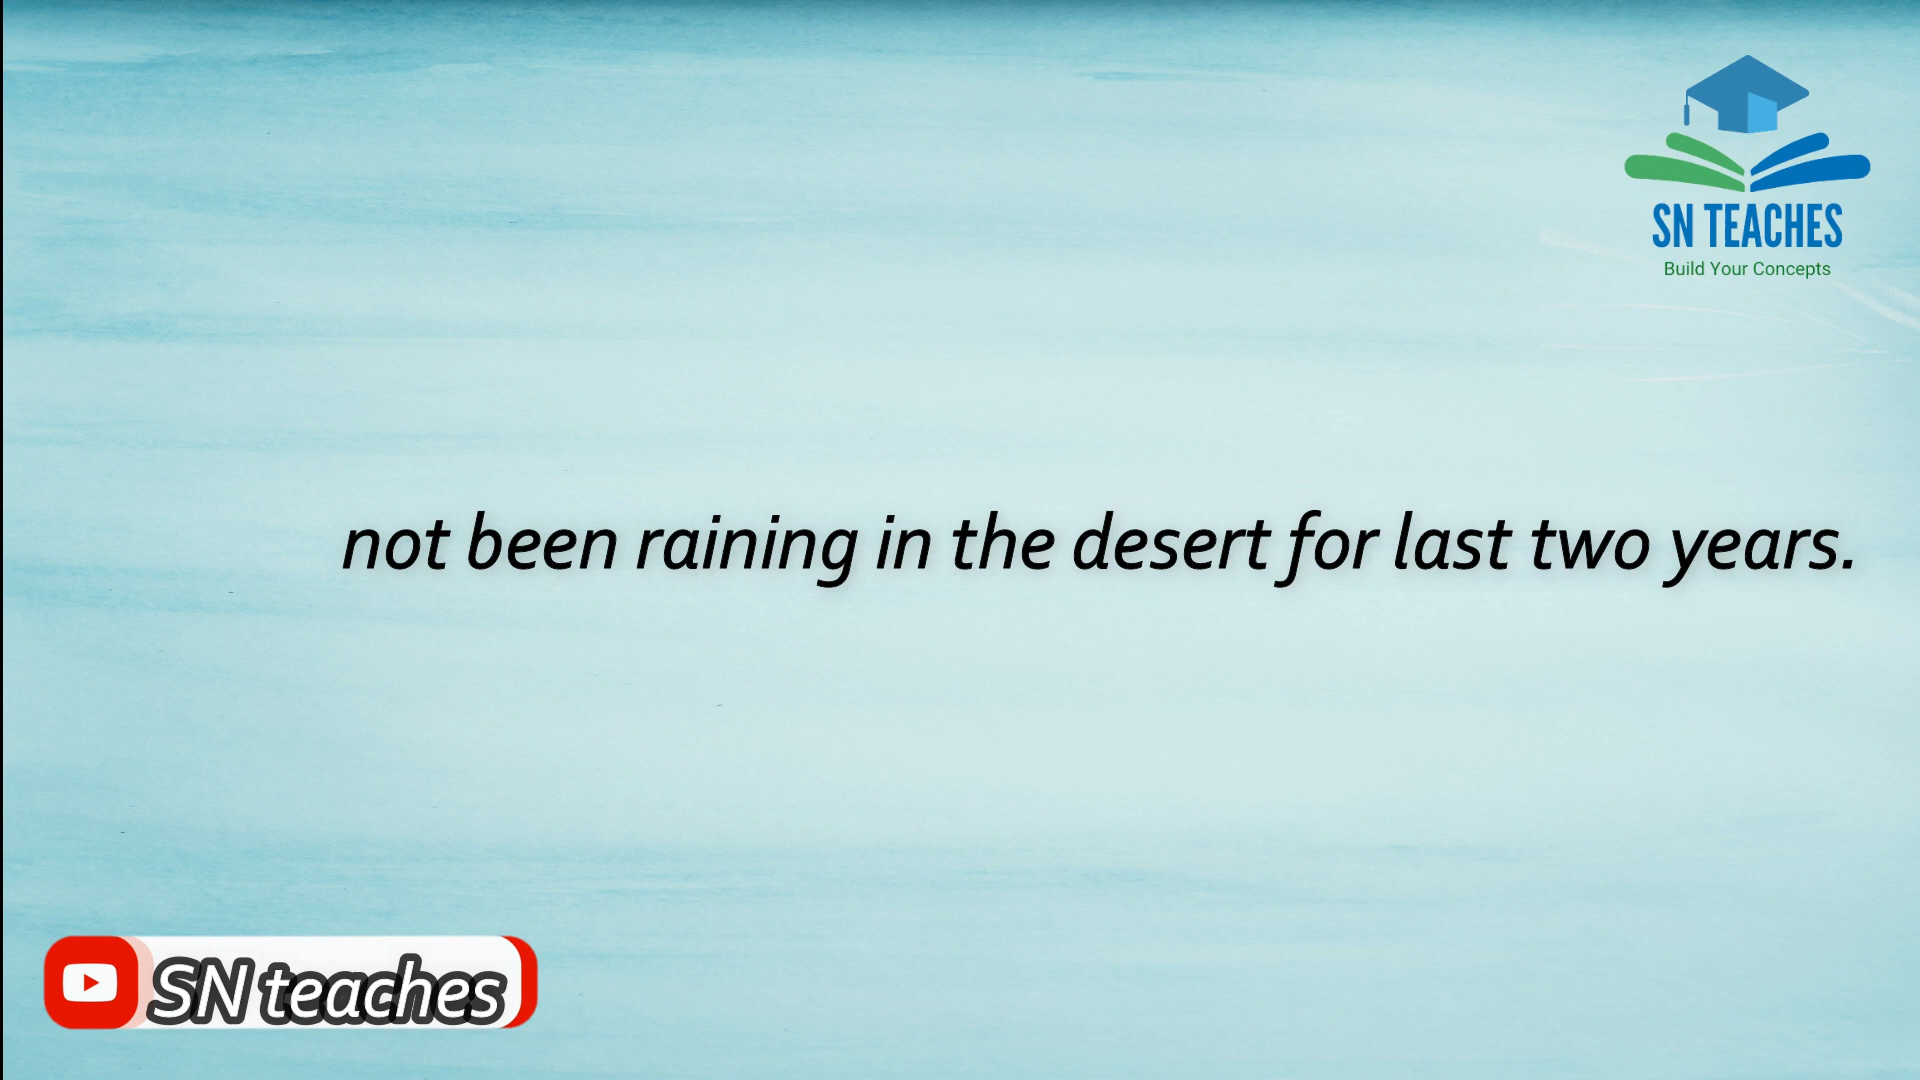 SN TEACHES
Build Your Concepts
not been raining in the desert for last two years.
SN teaches